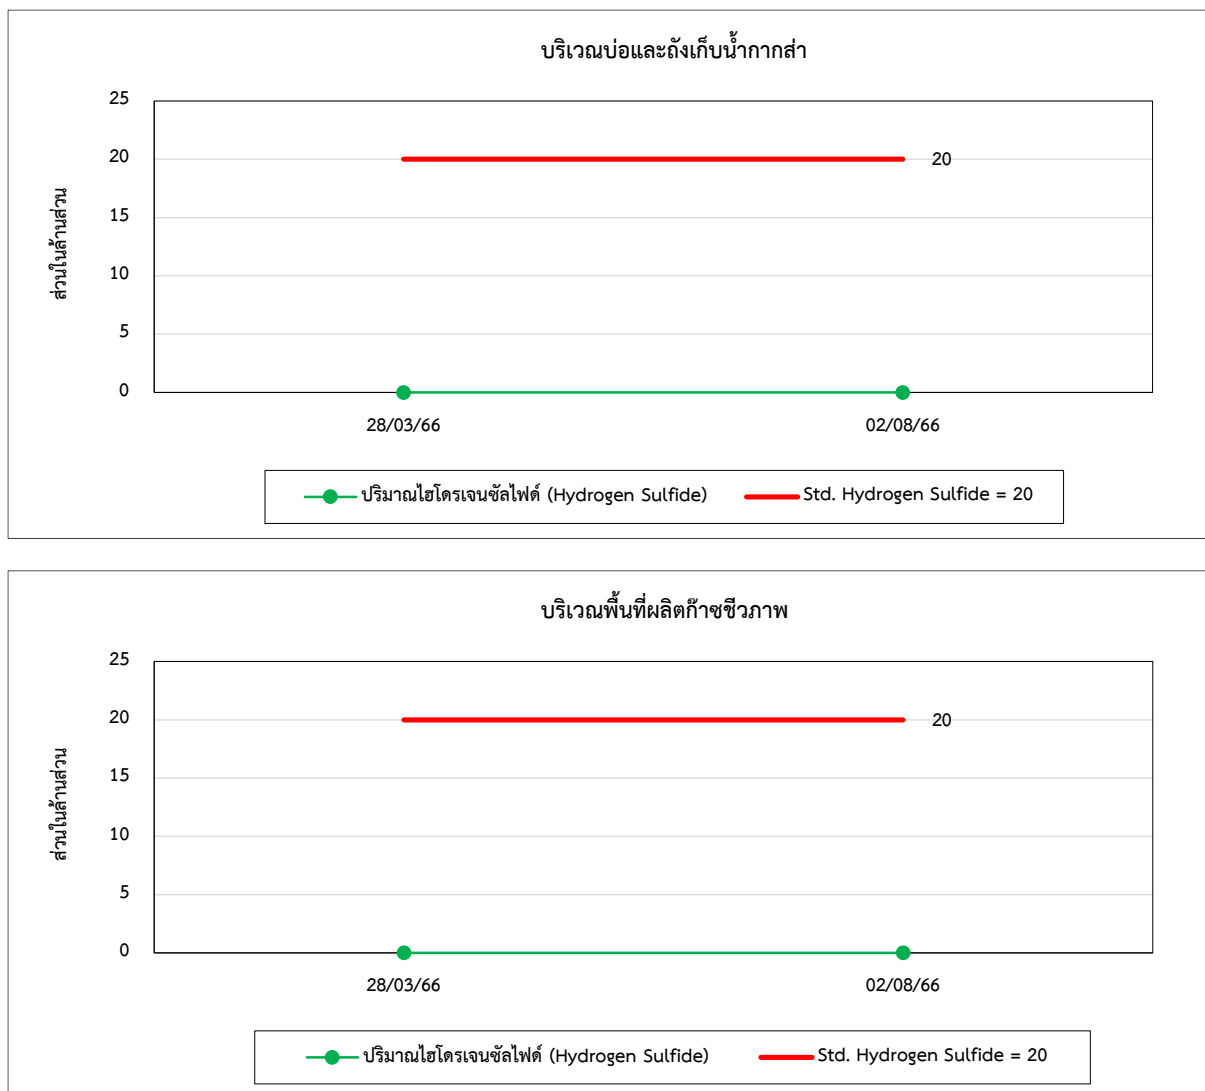 บริเวณบ่อและถังเก็บน้ำกากส่า
25
20
20
15
ส่วนในล้านส่วน
10
5
0
28/03/66 02/08/66
ปริมาณไฮโดรเจนซัลไฟด์ (Hydrogen Sulfide) Std. Hydrogen Sulfide = 20
บริเวณพื้นที่ผลิตก๊าซชีวภาพ
25
20
20
15
ส่วนในล้านส่วน
10
5
0
28/03/66 02/08/66
ปริมาณไฮโดรเจนซัลไฟด์ (Hydrogen Sulfide) Std. Hydrogen Sulfide = 20